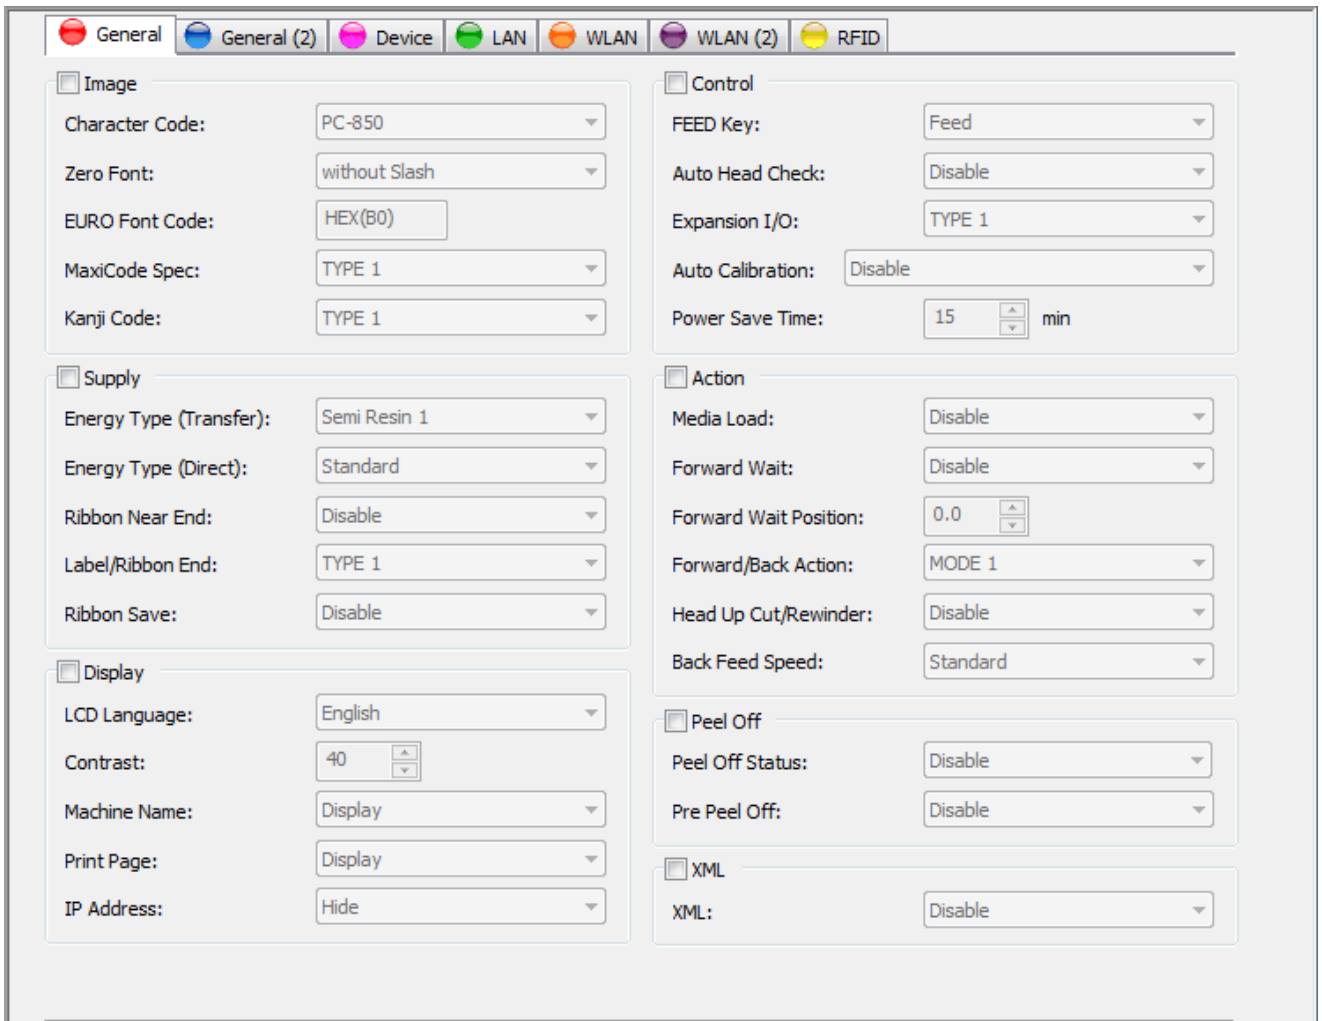 General General (2) Device LAN WLAN WLAN (2) RFID
Image
Character Code: PC-850
Zero Font: without Slash
EURO Font Code: HEX(B0)
MaxiCode Spec: TYPE 1
Kanji Code: TYPE 1
Supply
Energy Type (Transfer): Semi Resin 1
Energy Type (Direct): Standard
Ribbon Near End: Disable
Label/Ribbon End: TYPE 1
Ribbon Save: Disable
Display
LCD Language: English
Contrast: 40
Machine Name: Display
Print Page: Display
IP Address: Hide
Control
FEED Key: Feed
Auto Head Check: Disable
Expansion I/O: TYPE 1
Auto Calibration: Disable
Power Save Time: 15 min
Action
Media Load: Disable
Forward Wait: Disable
Forward Wait Position: 0.0
Forward/Back Action: MODE 1
Head Up Cut/Rewinder: Disable
Back Feed Speed: Standard
Peel Off
Peel Off Status: Disable
Pre Peel Off: Disable
XML
XML: Disable